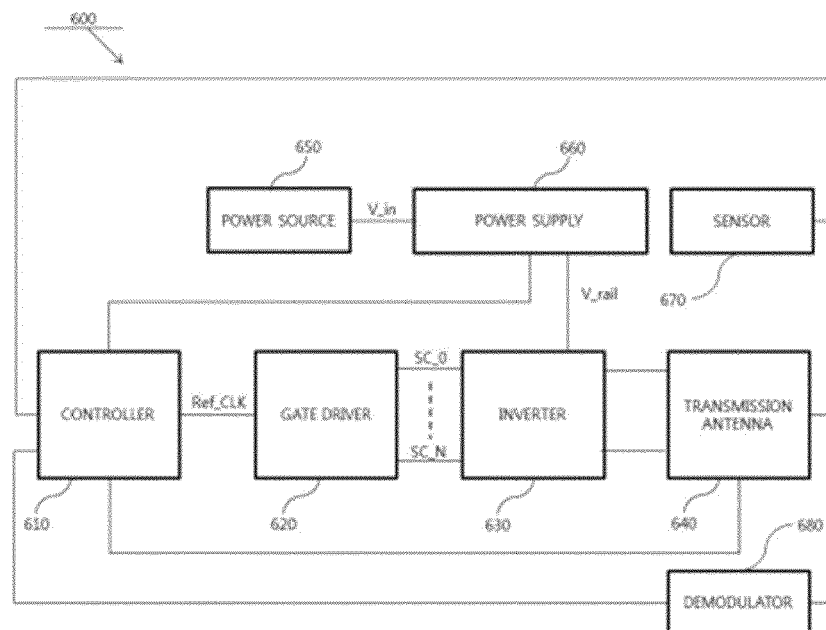 600
650
660
POWER SOURCE
V_in
POWER SUPPLY
SENSOR
670
V_rail
CONTROLLER
Ref_CLK
GATE DRIVER
SC_0
SC_N
INVERTER
TRANSMISSION
ANTENNA
610
620
630
640
680
DEMODULATOR